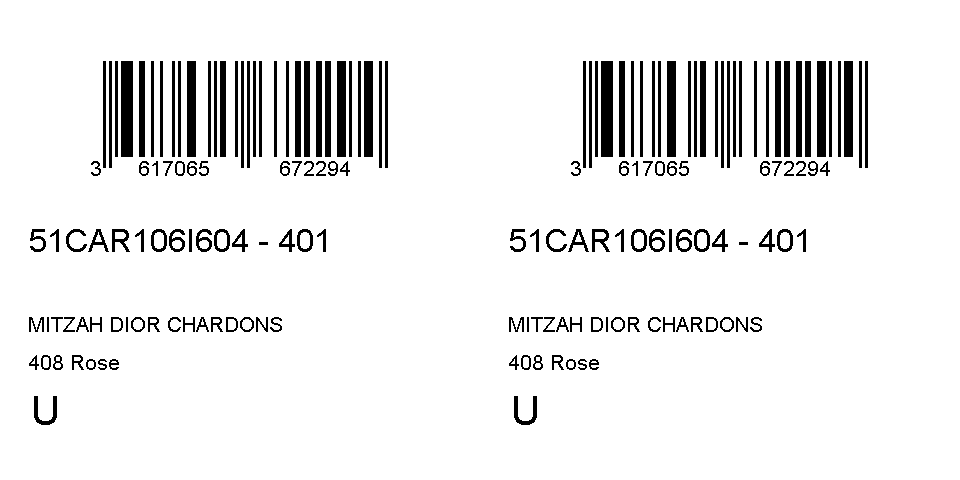 3 617065 672294
51CAR106I604 - 401
MITZAH DIOR CHARDONS
408 Rose
U
3 617065 672294
51CAR106I604 - 401
MITZAH DIOR CHARDONS
408 Rose
U